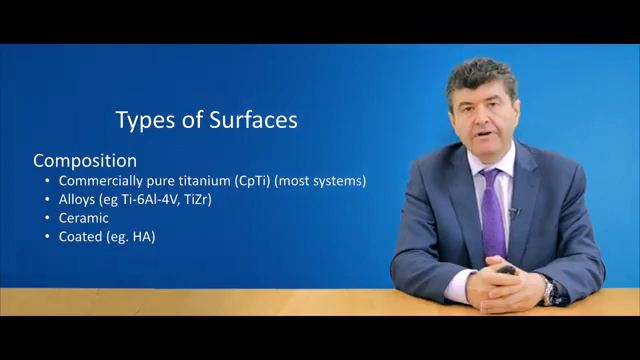 Types of Surfaces
Composition
• Commercially pure titanium (CpTi) (most systems)
• Alloys (eg Ti-6Al-4V, TiZr)
• Ceramic
• Coated (eg. HA)